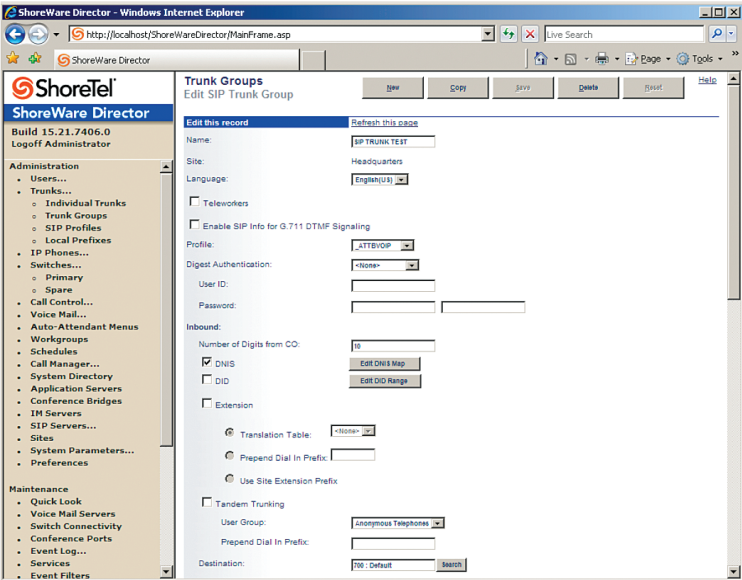 ShoreWare Director - Windows Internet Explorer
http://localhost/ShoreWareDirector/MainFrame.asp
Live Search
ShoreWare Director
Page
Tools
»
ShoreTel
ShoreWare Director
Build 15.21.7406.0
Logoff Administrator
Administration
Users...
Trunks...
Individual Trunks
Trunk Groups
SIP Profiles
Local Prefixes
IP Phones...
Switches...
Primary
Spare
Call Control...
Voice Mail...
Auto-Attendant Menus
Workgroups
Schedules
Call Manager...
System Directory
Application Servers
Conference Bridges
IM Servers
SIP Servers...
Sites
System Parameters...
Preferences
Maintenance
Quick Look
Voice Mail Servers
Switch Connectivity
Conference Ports
Event Log...
Services
Event Filters
Trunk Groups
Edit SIP Trunk Group
New Copy Save Delete Reset
Help
Edit this record Refresh this page
Name: SIP TRUNK TEST
Site: Headquarters
Language: English(US)
Teleworkers
Enable SIP Info for G.711 DTMF Signaling
Profile: _ATTBVOIP
Digest Authentication: <None>
User ID:
Password:
Inbound:
Number of Digits from CO: 10
DNIS Edit DNIS Map
DID Edit DID Range
Extension
Translation Table: <None>
Prepend Dial In Prefix:
Use Site Extension Prefix
Tandem Trunking
User Group: Anonymous Telephones
Prepend Dial In Prefix:
Destination: 700 : Default Search